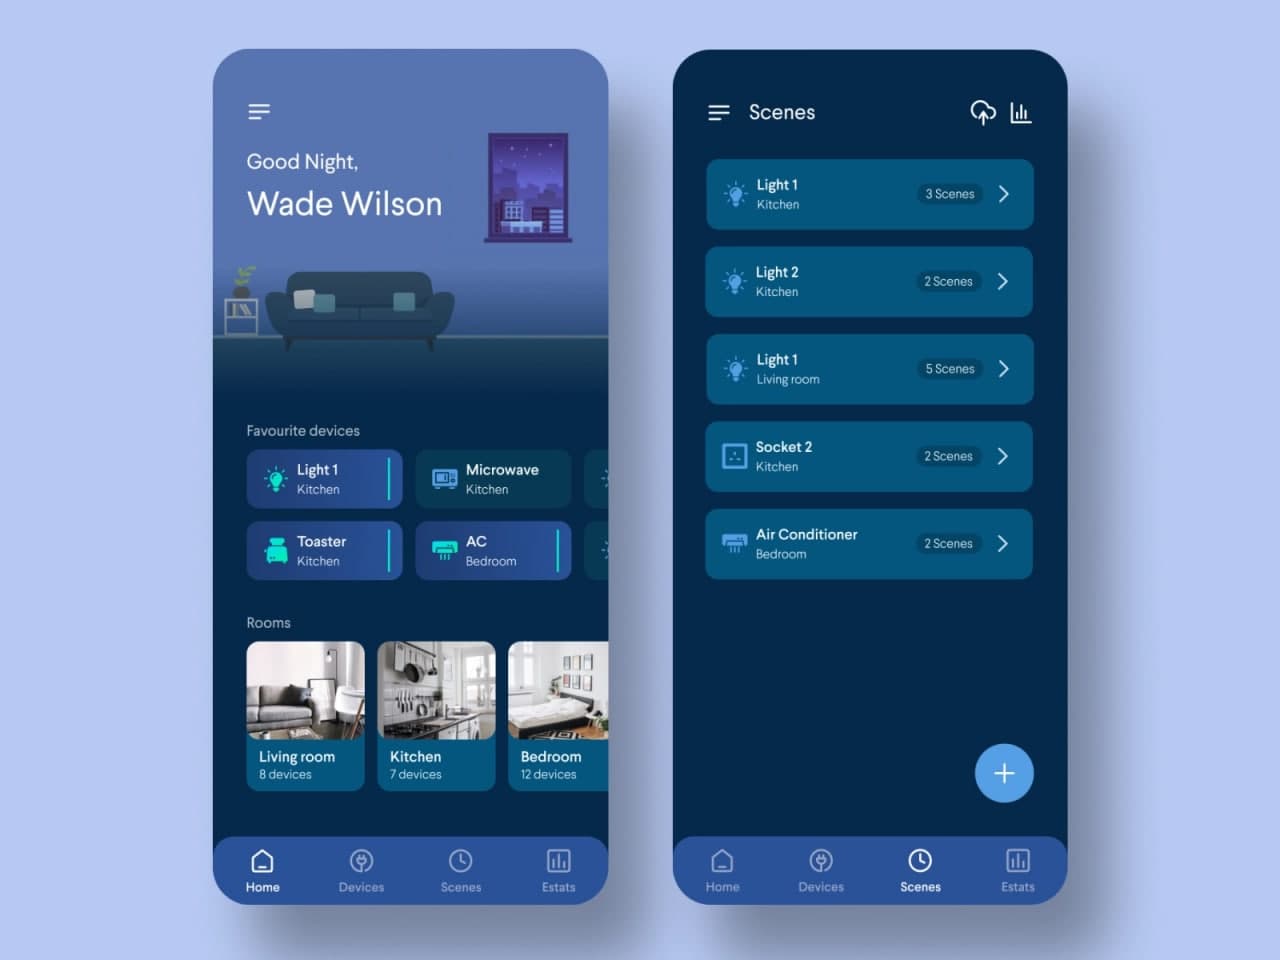 Good Night,
Wade Wilson
Favourite devices
Light 1
Kitchen
Microwave
Kitchen
Toaster
Kitchen
AC
Bedroom
Rooms
Living room
8 devices
Kitchen
7 devices
Bedroom
12 devices
Home
Devices
Scenes
Estats
Scenes
Light 1
Kitchen
3 Scenes
Light 2
Kitchen
2 Scenes
Light 1
Living room
5 Scenes
Socket 2
Kitchen
2 Scenes
Air Conditioner
Bedroom
2 Scenes
Home
Devices
Scenes
Estats